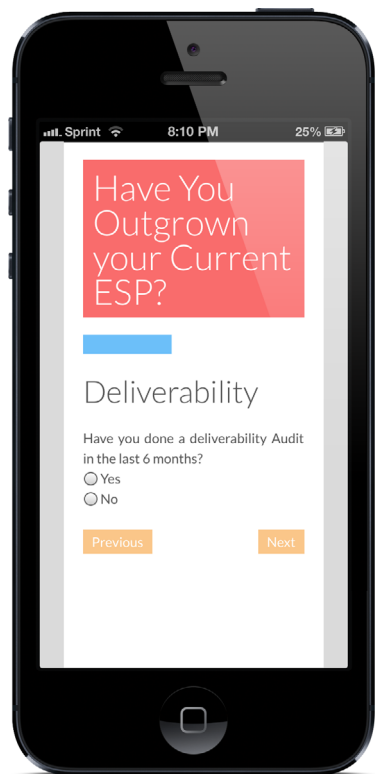 Sprint 8:10 PM 25%
Have You
Outgrown
your Current
ESP?
Deliverability
Have you done a deliverability Audit
in the last 6 months?
Yes
No
Previous Next